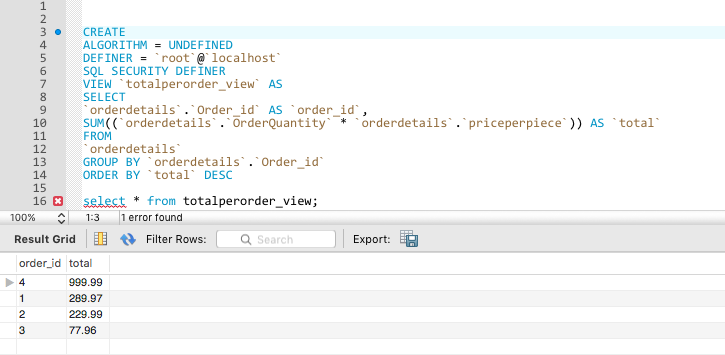 1
2
3 CREATE
4 ALGORITHM = UNDEFINED
5 DEFINER = `root`@`localhost`
6 SQL SECURITY DEFINER
7 VIEW `totalperorder_view` AS
8 SELECT
9 `orderdetails`.`Order_id` AS `order_id`,
10 SUM((`orderdetails`.`OrderQuantity` * `orderdetails`.`priceperpiece`)) AS `total`
11 FROM
12 `orderdetails`
13 GROUP BY `orderdetails`.`Order_id`
14 ORDER BY `total` DESC
15
16 select * from totalperorder_view;
100% 1:3 1 error found
Result Grid Filter Rows: Search Export:
order_id total
4 999.99
1 289.97
2 229.99
3 77.96